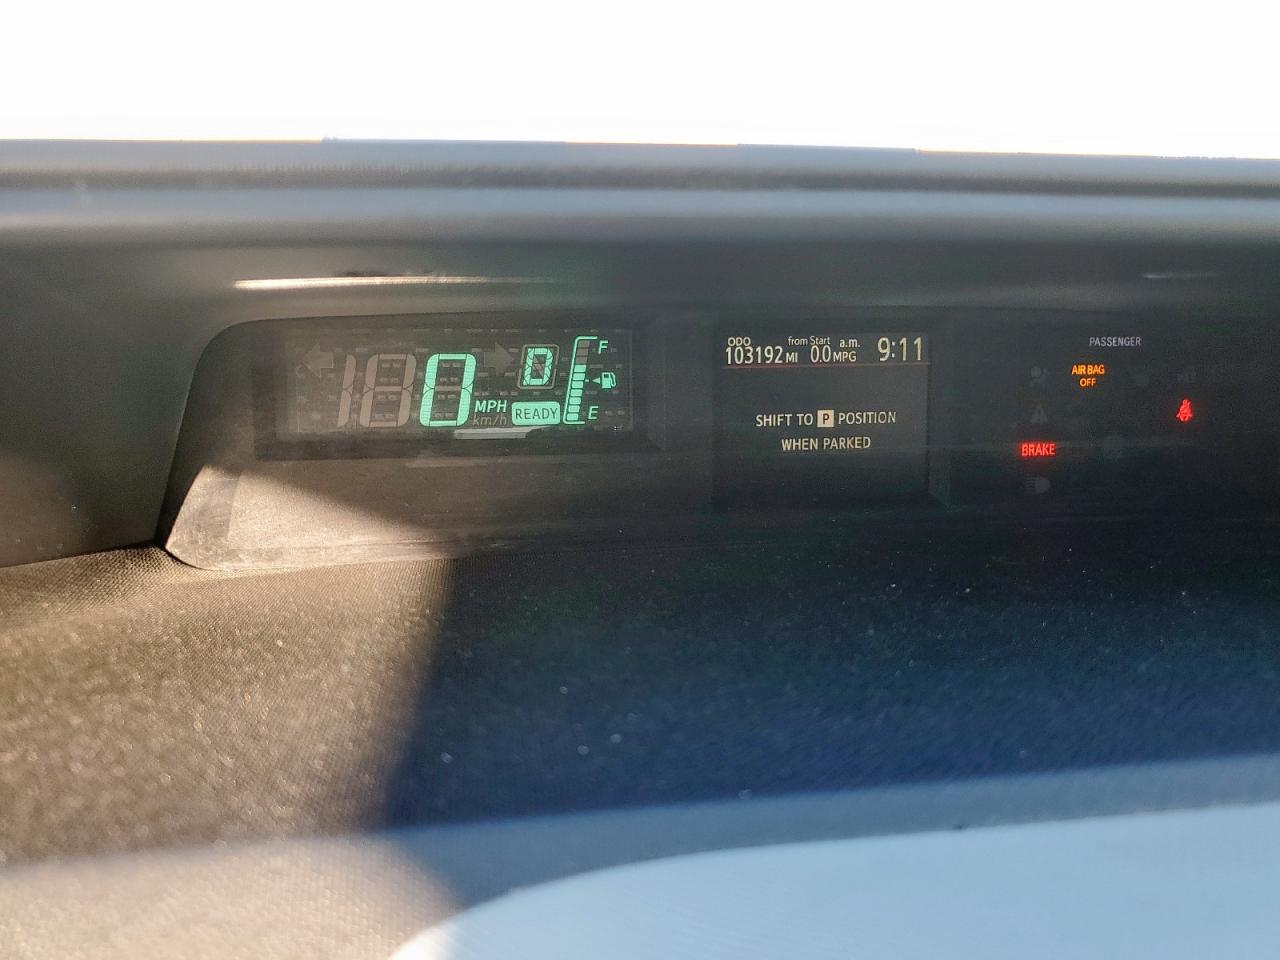 0
MPH
km/h
READY
F
E
ODO
103192 MI
from Start
0.0 MPG
a.m.
9:11
SHIFT TO P POSITION
WHEN PARKED
PASSENGER
AIR BAG
OFF
BRAKE